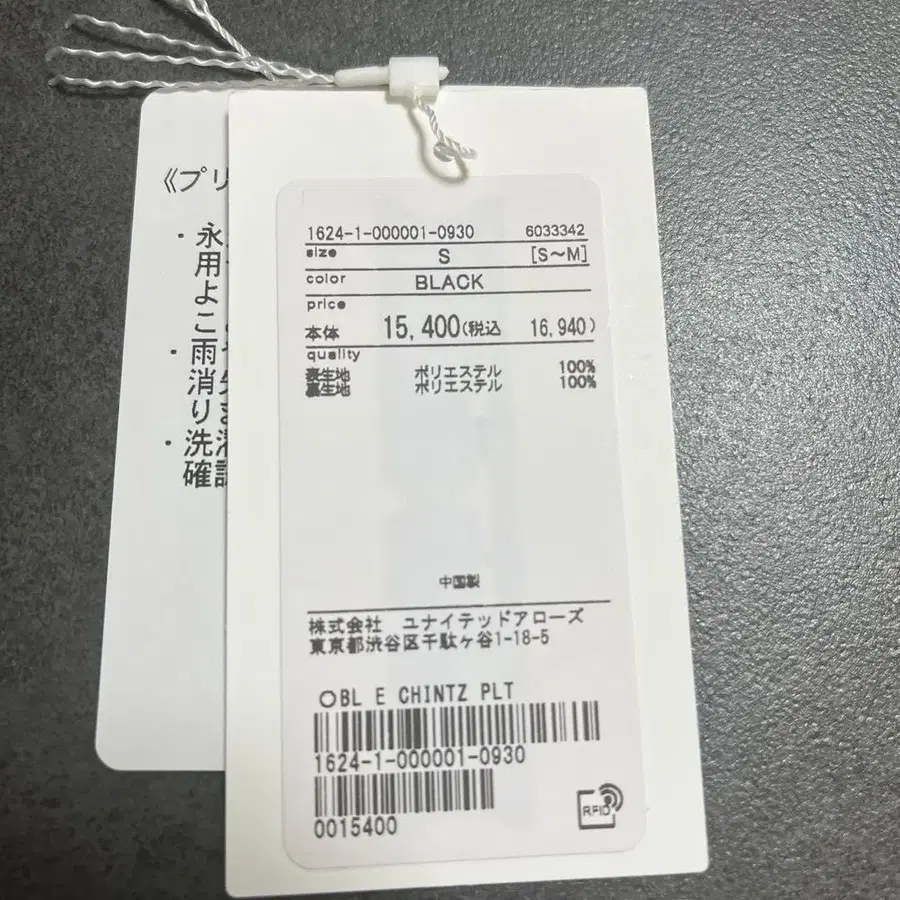 《プリ
・永
用
よ
こ
・雨
消
り
・洗濯
確認
1624-1-000001-0930 6033342
size S [S〜M]
color BLACK
price
本体 15,400(税込 16,940)
quality
表生地 ポリエステル 100%
裏生地 ポリエステル 100%
中国製
株式会社 ユナイテッドアローズ
東京都渋谷区千駄ヶ谷1-18-5
〇BL E CHINTZ PLT
1624-1-000001-0930
0015400
RFID